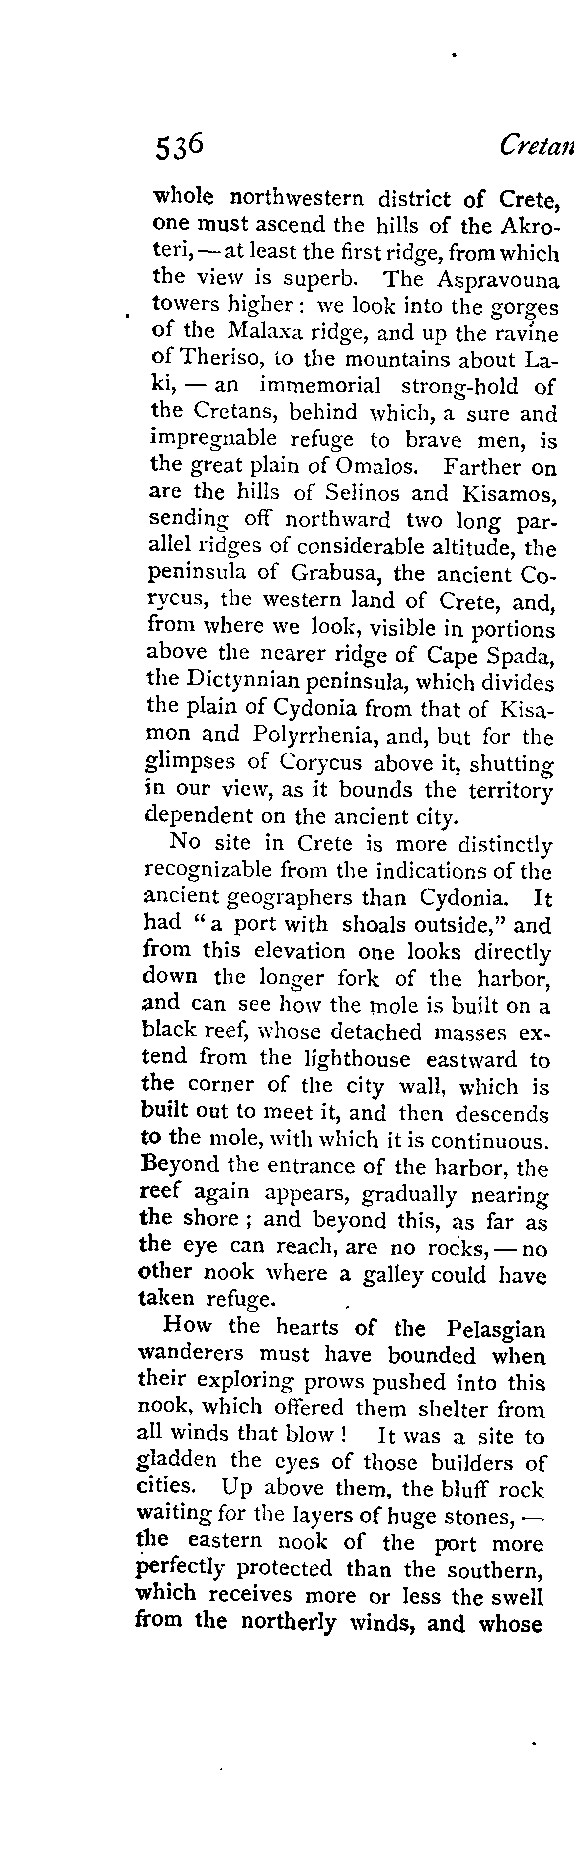 536 Cretan
whole northwestern district of Crete,
one must ascend the hills of the Akro-
teri, — at least the first ridge, from which
the view is superb. The Aspravouna
towers higher: we look into the gorges
of the Malaxa ridge, and up the ravine
of Theriso, to the mountains about La-
ki, — an immemorial strong-hold of
the Cretans, behind which, a sure and
impregnable refuge to brave men, is
the great plain of Omalos. Farther on
are the hills of Selinos and Kisamos,
sending off northward two long par-
allel ridges of considerable altitude, the
peninsula of Grabusa, the ancient Co-
rycus, the western land of Crete, and,
from where we look, visible in portions
above the nearer ridge of Cape Spada,
the Dictynnian peninsula, which divides
the plain of Cydonia from that of Kisa-
mon and Polyrrhenia, and, but for the
glimpses of Corycus above it, shutting
in our view, as it bounds the territory
dependent on the ancient city.
No site in Crete is more distinctly
recognizable from the indications of the
ancient geographers than Cydonia. It
had "a port with shoals outside," and
from this elevation one looks directly
down the longer fork of the harbor,
and can see how the mole is built on a
black reef, whose detached masses ex-
tend from the lighthouse eastward to
the corner of the city wall, which is
built out to meet it, and then descends
to the mole, with which it is continuous.
Beyond the entrance of the harbor, the
reef again appears, gradually nearing
the shore; and beyond this, as far as
the eye can reach, are no rocks, — no
other nook where a galley could have
taken refuge.
How the hearts of the Pelasgian
wanderers must have bounded when
their exploring prows pushed into this
nook, which offered them shelter from
all winds that blow! It was a site to
gladden the eyes of those builders of
cities. Up above them, the bluff rock
waiting for the layers of huge stones, —
the eastern nook of the port more
perfectly protected than the southern,
which receives more or less the swell
from the northerly winds, and whose